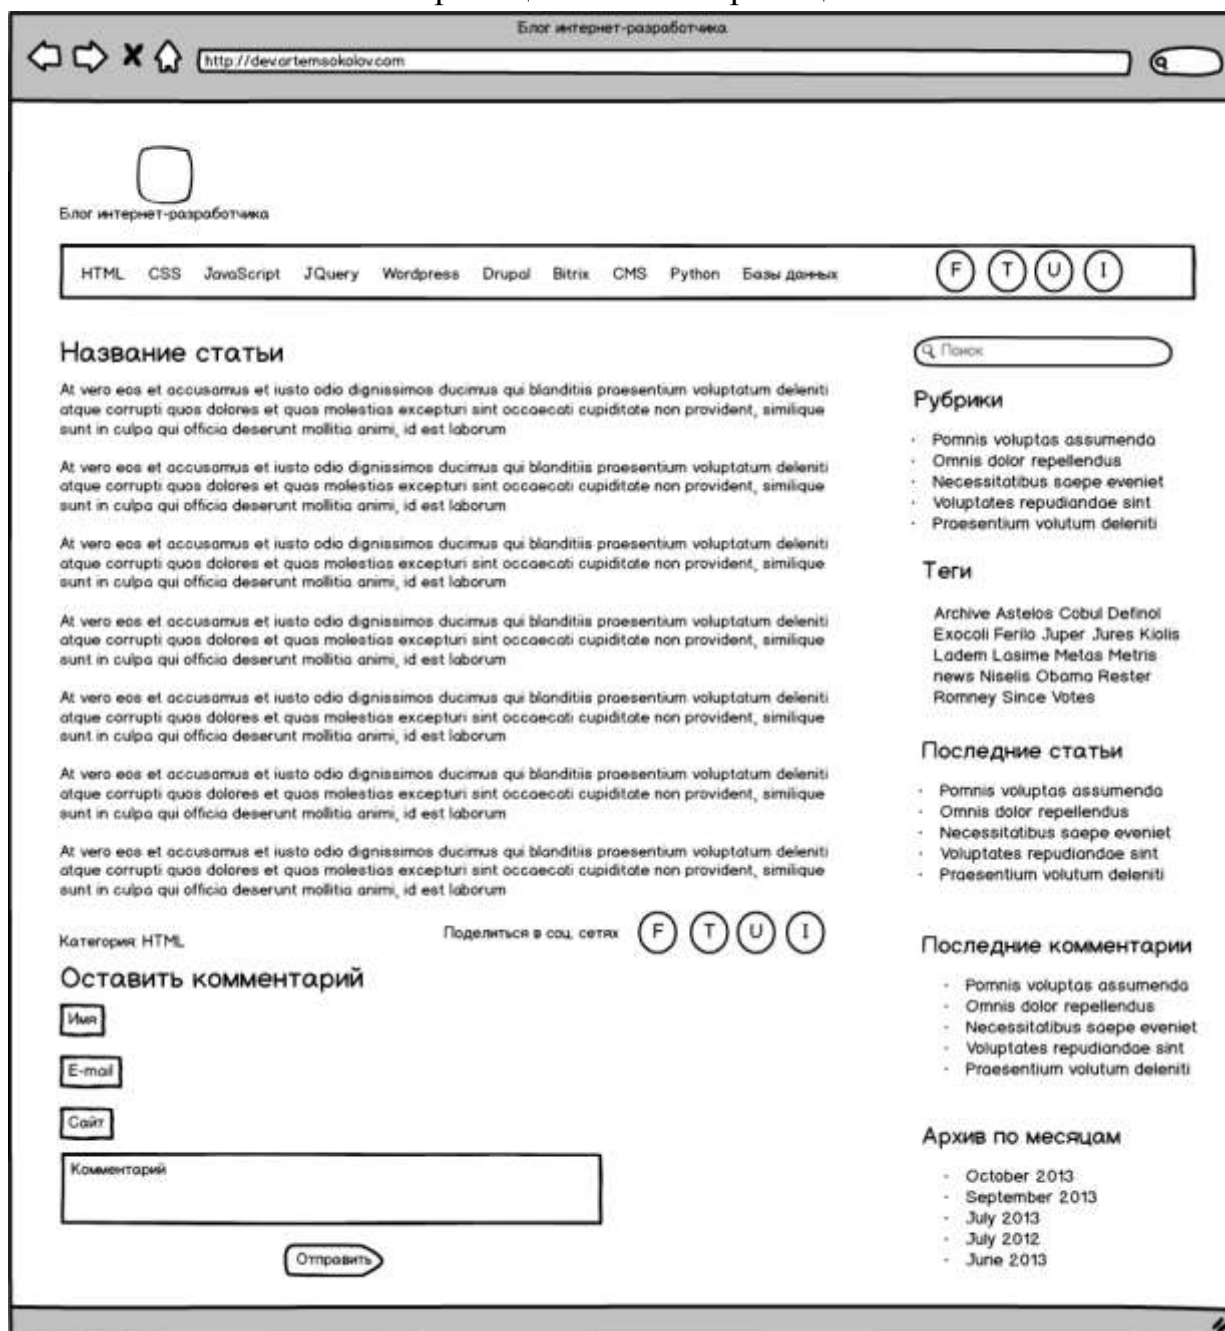 Блог интернет-разработчика
http://dev.artemsokolov.com
Блог интернет-разработчика
HTML CSS JavaScript JQuery Wordpress Drupal Bitrix CMS Python Базы данных F T U I
Название статьи
At vero eos et accusamus et iusto odio dignissimos ducimus qui blanditiis praesentium voluptatum deleniti
atque corrupti quos dolores et quas molestias excepturi sint occaecati cupiditate non provident, similique
sunt in culpa qui officia deserunt mollitia animi, id est laborum
At vero eos et accusamus et iusto odio dignissimos ducimus qui blanditiis praesentium voluptatum deleniti
atque corrupti quos dolores et quas molestias excepturi sint occaecati cupiditate non provident, similique
sunt in culpa qui officia deserunt mollitia animi, id est laborum
At vero eos et accusamus et iusto odio dignissimos ducimus qui blanditiis praesentium voluptatum deleniti
atque corrupti quos dolores et quas molestias excepturi sint occaecati cupiditate non provident, similique
sunt in culpa qui officia deserunt mollitia animi, id est laborum
At vero eos et accusamus et iusto odio dignissimos ducimus qui blanditiis praesentium voluptatum deleniti
atque corrupti quos dolores et quas molestias excepturi sint occaecati cupiditate non provident, similique
sunt in culpa qui officia deserunt mollitia animi, id est laborum
At vero eos et accusamus et iusto odio dignissimos ducimus qui blanditiis praesentium voluptatum deleniti
atque corrupti quos dolores et quas molestias excepturi sint occaecati cupiditate non provident, similique
sunt in culpa qui officia deserunt mollitia animi, id est laborum
At vero eos et accusamus et iusto odio dignissimos ducimus qui blanditiis praesentium voluptatum deleniti
atque corrupti quos dolores et quas molestias excepturi sint occaecati cupiditate non provident, similique
sunt in culpa qui officia deserunt mollitia animi, id est laborum
At vero eos et accusamus et iusto odio dignissimos ducimus qui blanditiis praesentium voluptatum deleniti
atque corrupti quos dolores et quas molestias excepturi sint occaecati cupiditate non provident, similique
sunt in culpa qui officia deserunt mollitia animi, id est laborum
Категория: HTML
Поделиться в соц. сетях F T U I
Оставить комментарий
Имя
E-mail
Сайт
Комментарий
Отправить
Поиск
Рубрики
· Pomnis voluptas assumenda
· Omnis dolor repellendus
· Necessitatibus saepe eveniet
· Voluptates repudiandae sint
· Praesentium volutum deleniti
Теги
Archive Astelos Cobul Definol
Exocoli Ferilo Juper Jures Kiolis
Ladem Lasime Metas Metris
news Niselis Obama Rester
Romney Since Votes
Последние статьи
· Pomnis voluptas assumenda
· Omnis dolor repellendus
· Necessitatibus saepe eveniet
· Voluptates repudiandae sint
· Praesentium volutum deleniti
Последние комментарии
· Pomnis voluptas assumenda
· Omnis dolor repellendus
· Necessitatibus saepe eveniet
· Voluptates repudiandae sint
· Praesentium volutum deleniti
Архив по месяцам
· October 2013
· September 2013
· July 2013
· July 2012
· June 2013